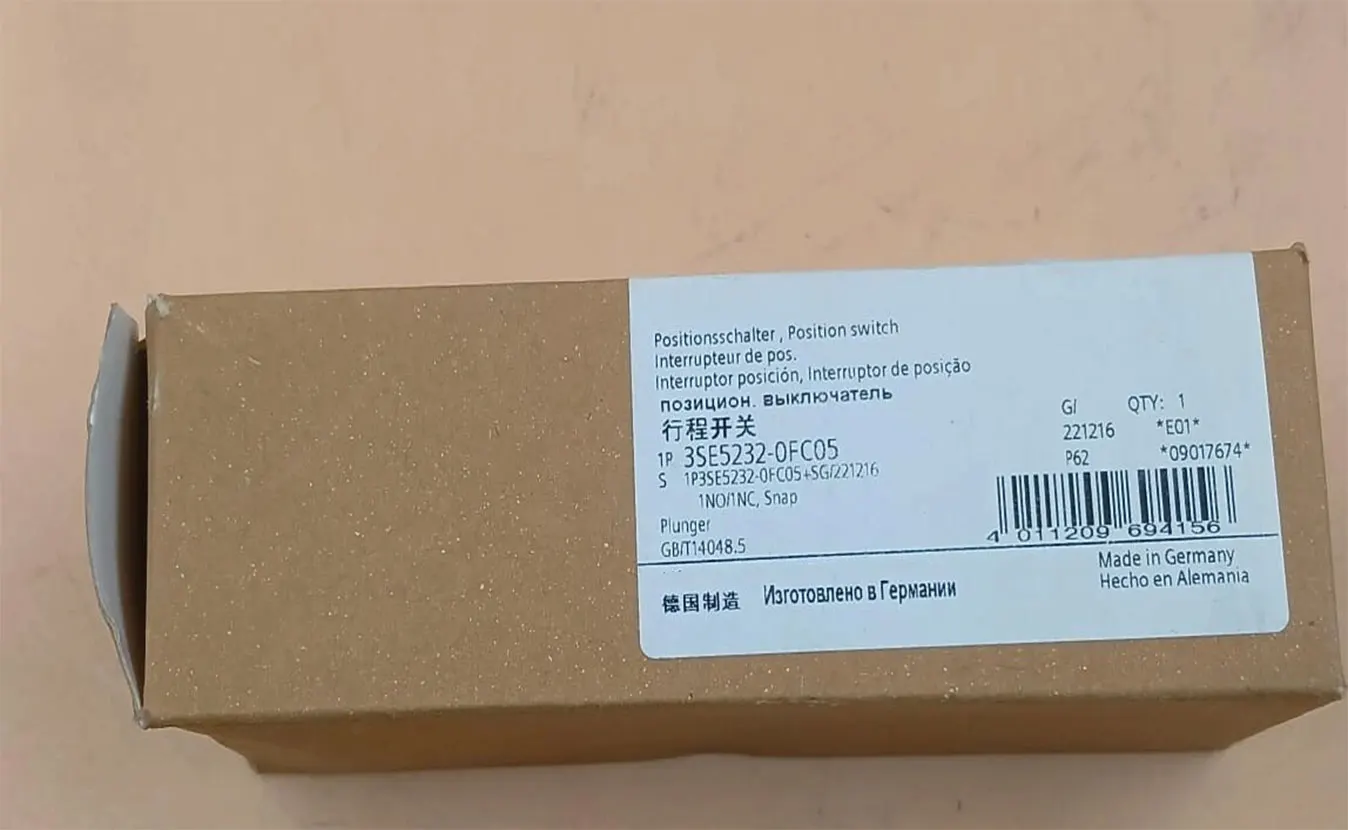 Positionsschalter , Position switch
Interrupteur de pos.
Interruptor posición, Interruptor de posição
позицион. выключатель
行程开关
1P 3SE5232-0FC05
S 1P3SE5232-0FC05+SG/221216
1NO/1NC, Snap
Plunger
GB/T14048.5
G/ QTY: 1
221216 *E01*
P62 *09017674*
4 011209 694156
德国制造 Изготовлено в Германии
Made in Germany
Hecho en Alemania